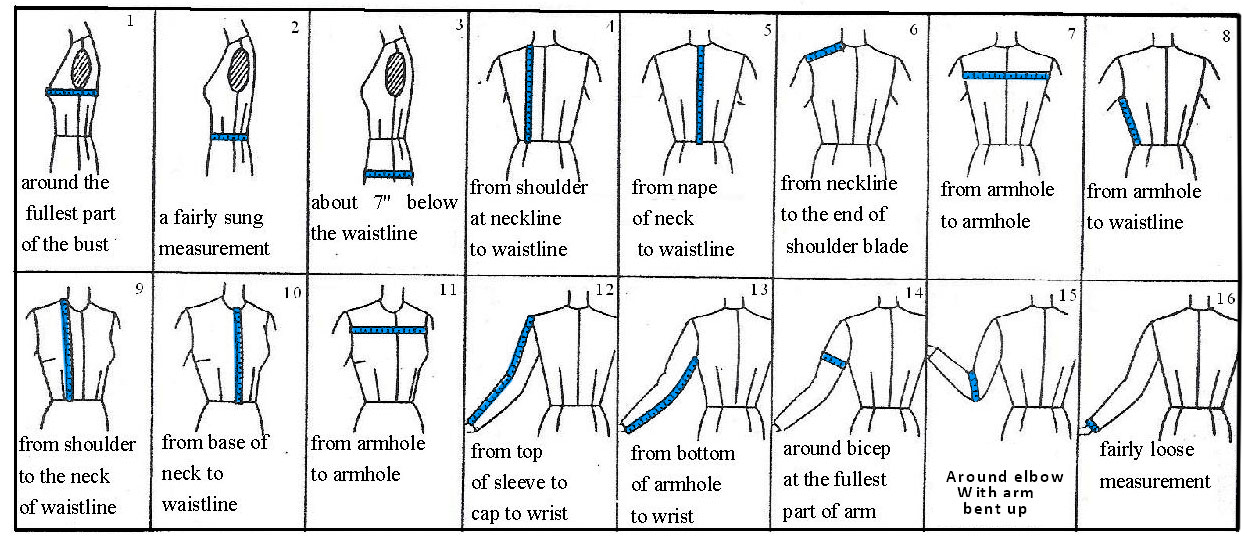 1
around the
fullest part
of the bust
2
a fairly sung
measurement
3
about 7" below
the waistline
4
from shoulder
at neckline
to waistline
5
from nape
of neck
to waistline
6
from neckline
to the end of
shoulder blade
7
from armhole
to armhole
8
from armhole
to waistline
9
from shoulder
to the neck
of waistline
10
from base of
neck to
waistline
11
from armhole
to armhole
12
from top
of sleeve to
cap to wrist
13
from bottom
of armhole
to wrist
14
around bicep
at the fullest
part of arm
15
Around elbow
With arm
bent up
16
fairly loose
measurement